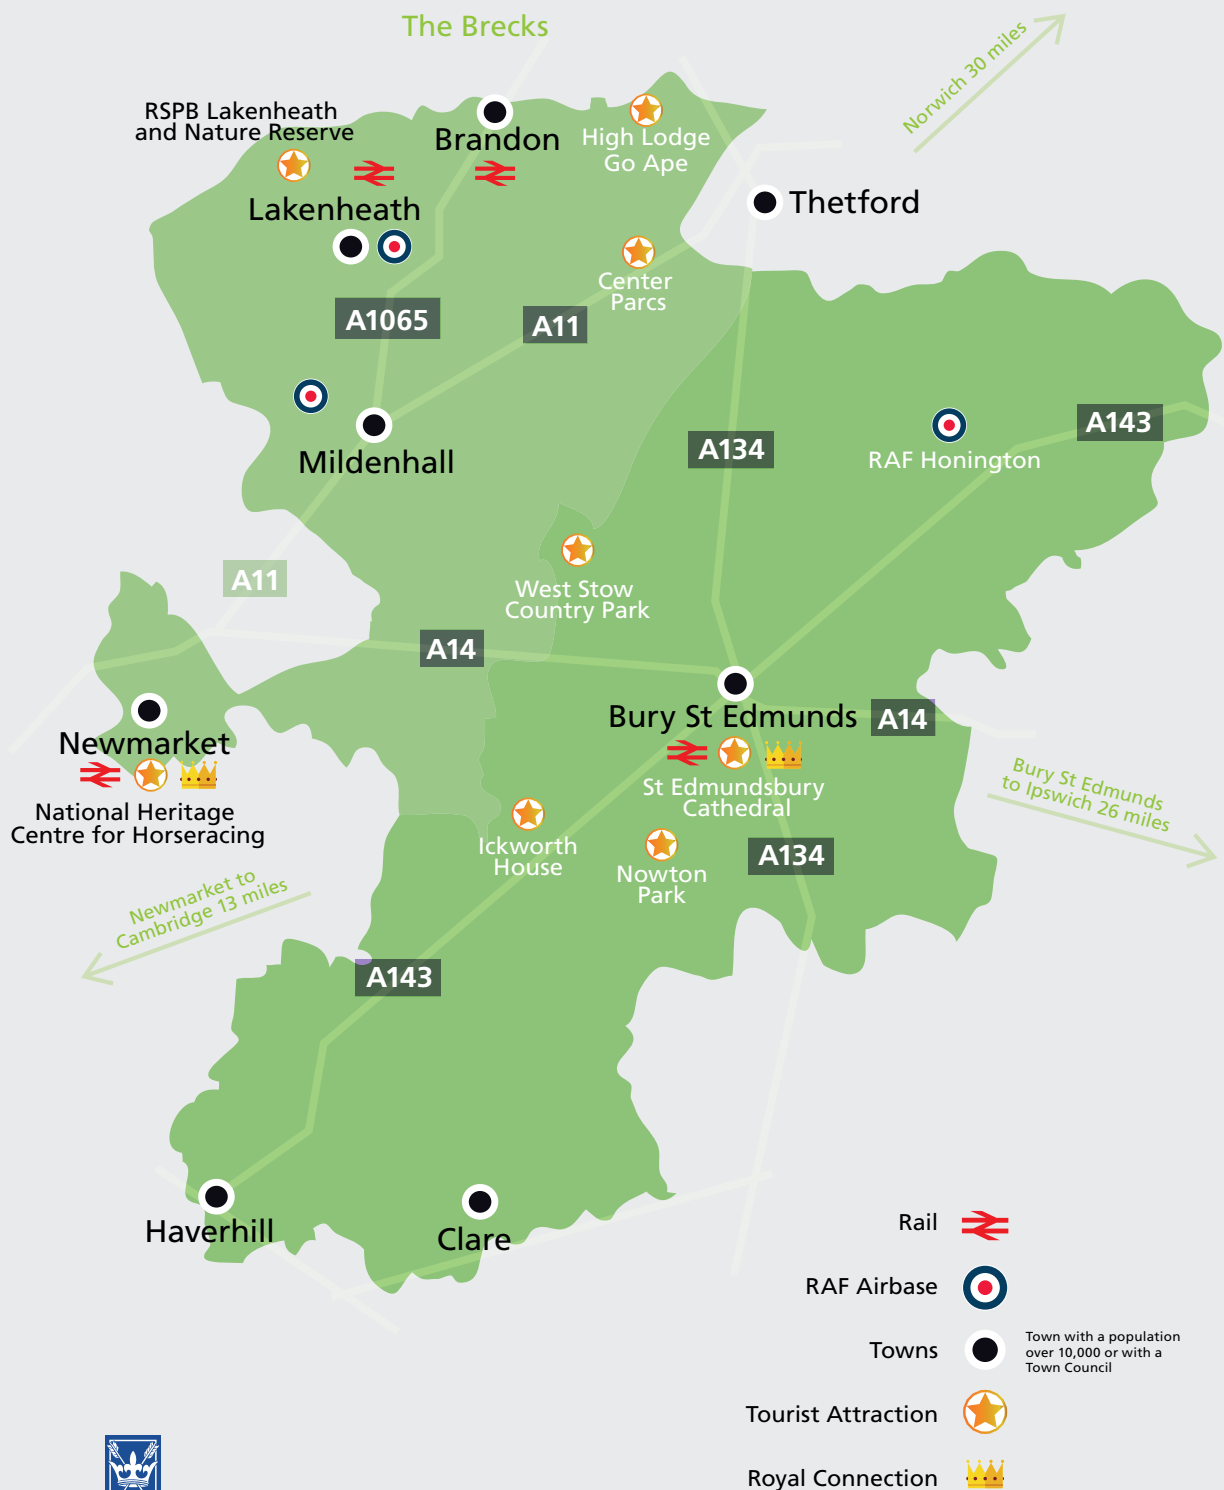 The Brecks
Norwich 30 miles
RSPB Lakenheath
and Nature Reserve
Brandon
High Lodge
Go Ape
Lakenheath
Thetford
Center
Parcs
A1065
A11
A143
A134
Mildenhall
RAF Honington
A11
West Stow
Country Park
A14
Newmarket
Bury St Edmunds
A14
National Heritage
Centre for Horseracing
St Edmundsbury
Cathedral
Bury St Edmunds
to Ipswich 26 miles
Ickworth
House
Nowton
Park
A134
Newmarket to
Cambridge 13 miles
A143
Haverhill
Clare
Rail
RAF Airbase
Towns
Town with a population
over 10,000 or with a
Town Council
Tourist Attraction
Royal Connection